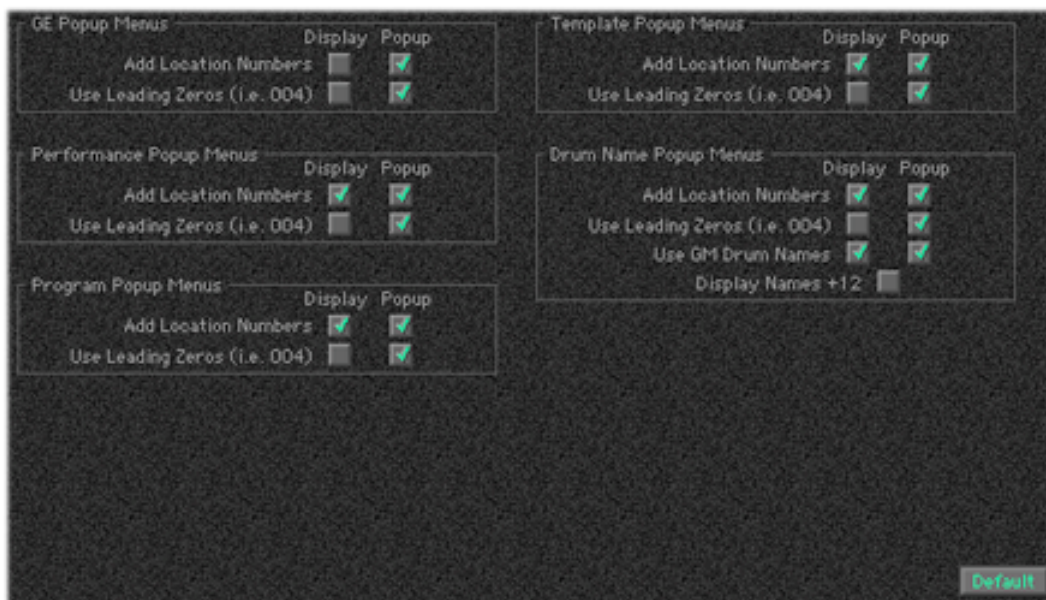 GE Popup Menus
Display Popup
Add Location Numbers
Use Leading Zeros (i.e. 004)
Performance Popup Menus
Display Popup
Add Location Numbers
Use Leading Zeros (i.e. 004)
Program Popup Menus
Display Popup
Add Location Numbers
Use Leading Zeros (i.e. 004)
Template Popup Menus
Display Popup
Add Location Numbers
Use Leading Zeros (i.e. 004)
Drum Name Popup Menus
Display Popup
Add Location Numbers
Use Leading Zeros (i.e. 004)
Use GM Drum Names
Display Names +12
Default